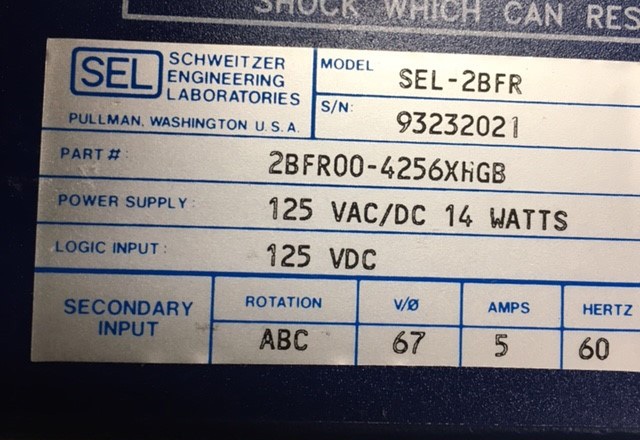 SHOCK WHICH CAN RES
SEL
SCHWEITZER
ENGINEERING
LABORATORIES
PULLMAN, WASHINGTON U.S.A.
MODEL SEL-2BFR
S/N: 93232021
PART#: 2BFR00-4256XHGB
POWER SUPPLY: 125 VAC/DC 14 WATTS
LOGIC INPUT: 125 VDC
SECONDARY
INPUT
ROTATION V/Ø AMPS HERTZ
ABC 67 5 60